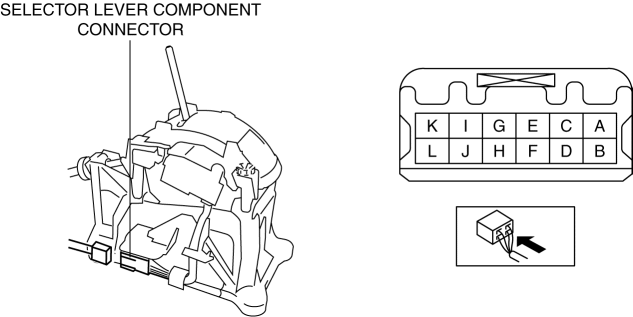 SELECTOR LEVER COMPONENT
CONNECTOR
K I G E C A
L J H F D B